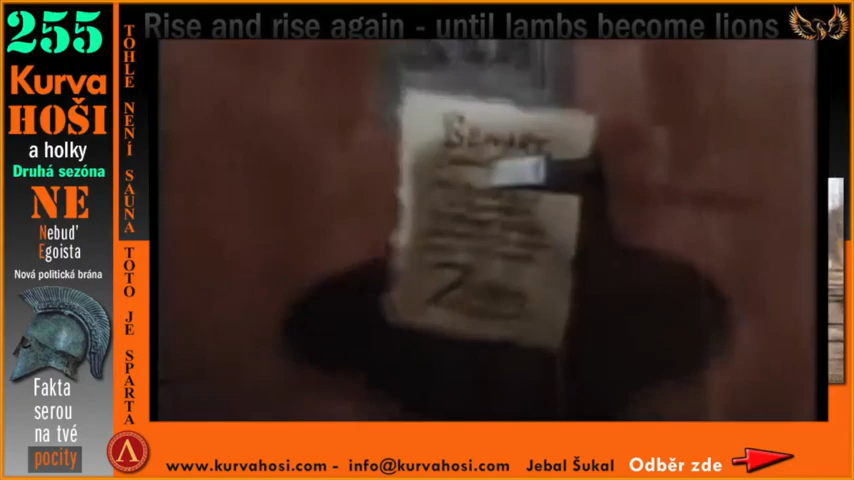 255
Kurva
HOŠI
a holky
Druhá sezóna
NE
Nebuď
Egoista
Nová politická brána
Fakta
serou
na tvé
pocity
TOHLE NENÍ SAUNA TOTO JE SPARTA
Λ
Rise and rise again - until lambs become lions
www.kurvahosi.com - info@kurvahosi.com Jebal Šukal Odběr zde